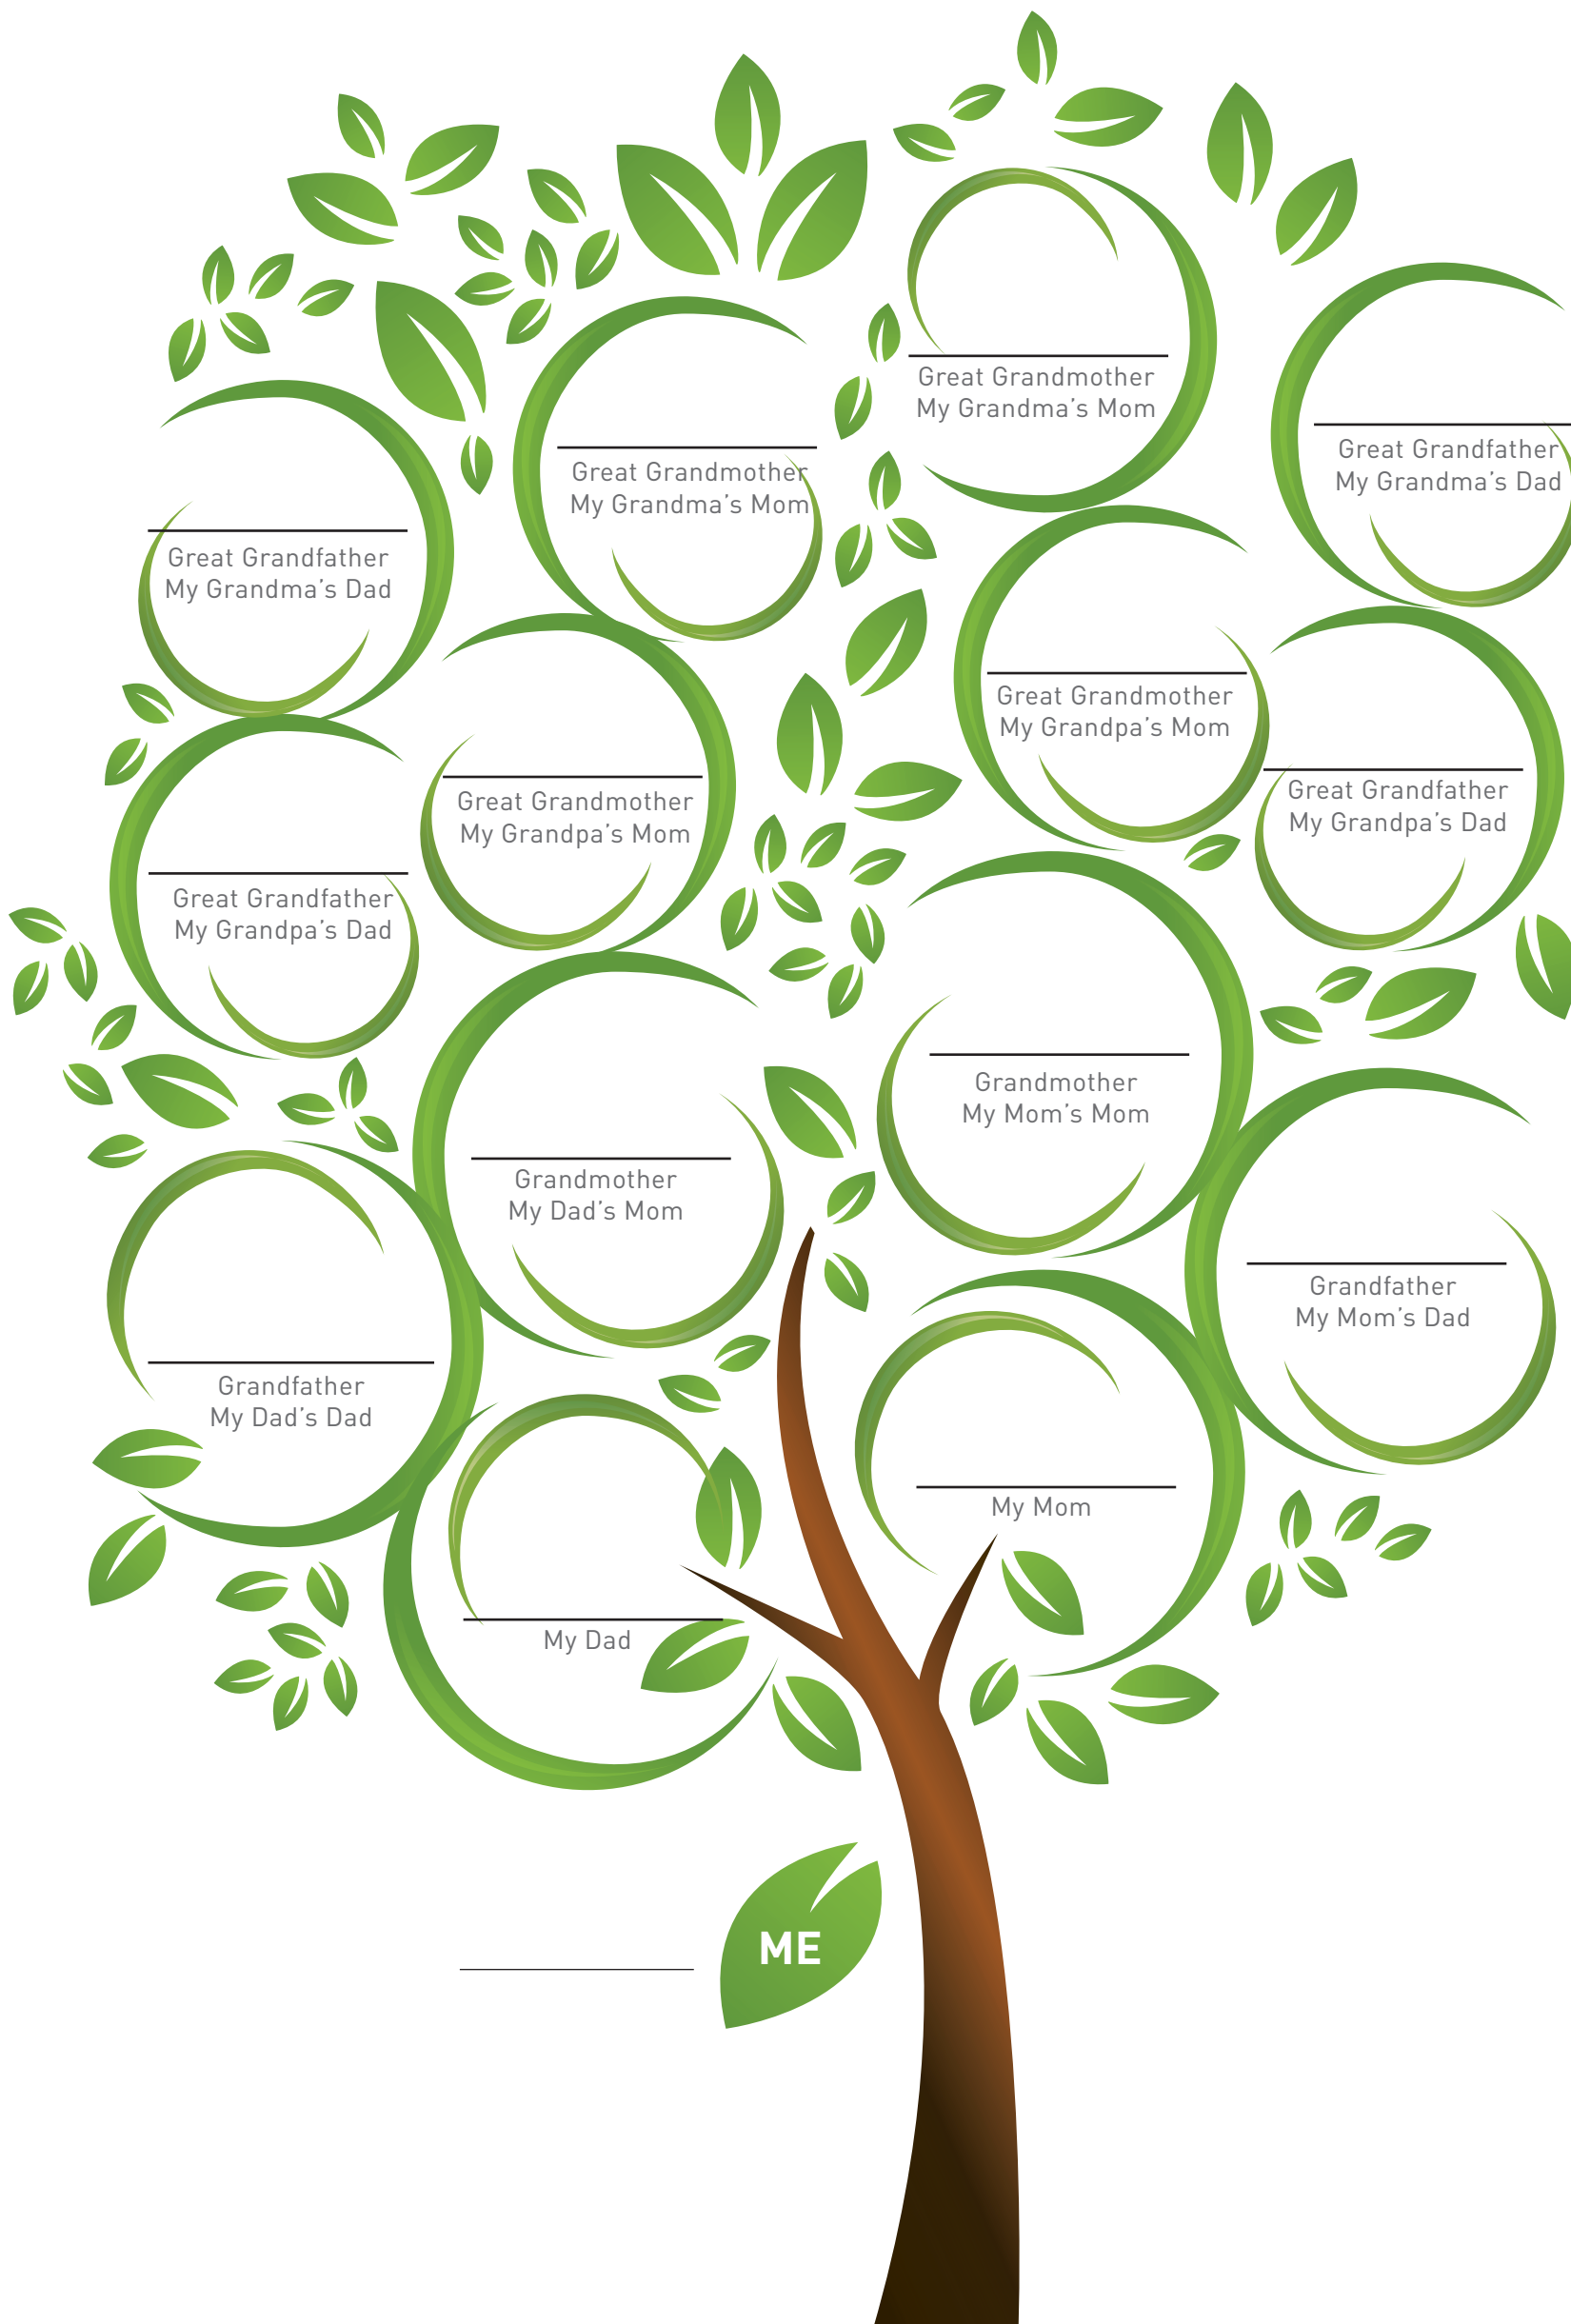 Great Grandmother
My Grandma’s Mom
Great Grandfather
My Grandma’s Dad
Great Grandmother
My Grandma’s Mom
Great Grandfather
My Grandma’s Dad
Great Grandmother
My Grandpa’s Mom
Great Grandfather
My Grandpa’s Dad
Great Grandmother
My Grandpa’s Mom
Great Grandfather
My Grandpa’s Dad
Grandmother
My Mom’s Mom
Grandmother
My Dad’s Mom
Grandfather
My Mom’s Dad
Grandfather
My Dad’s Dad
My Mom
My Dad
ME